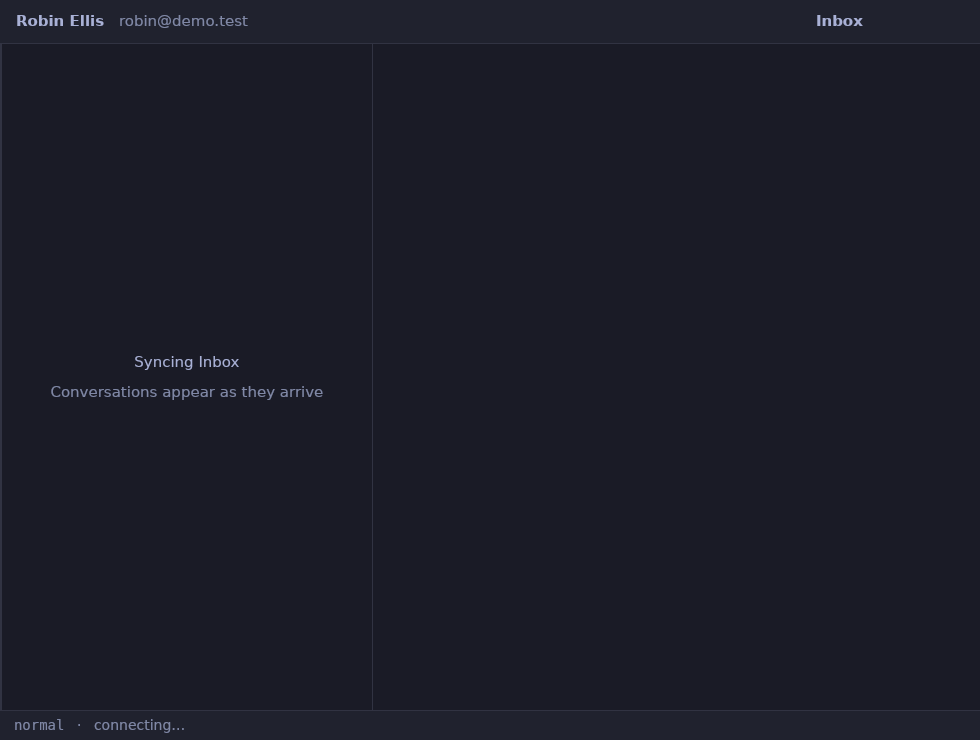 Robin Ellis robin@demo.test Inbox
Syncing Inbox
Conversations appear as they arrive
normal · connecting…